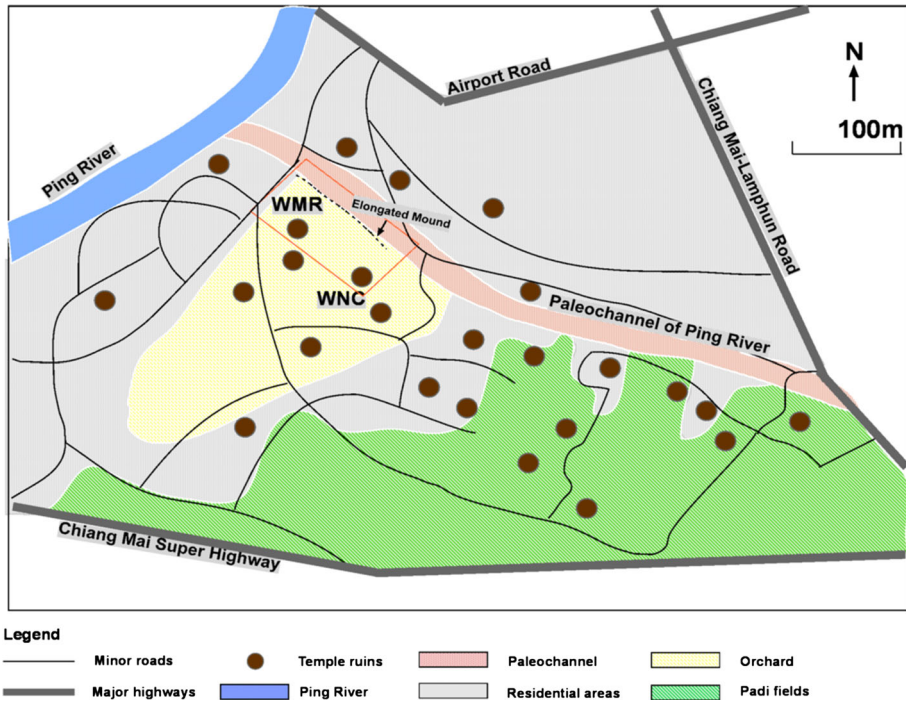 Airport Road
N
100m
Chiang Mai-Lamphun Road
Ping River
WMR
Elongated Mound
WNC
Paleochannel of Ping River
Chiang Mai Super Highway
Legend
Minor roads
Temple ruins
Paleochannel
Orchard
Major highways
Ping River
Residential areas
Padi fields